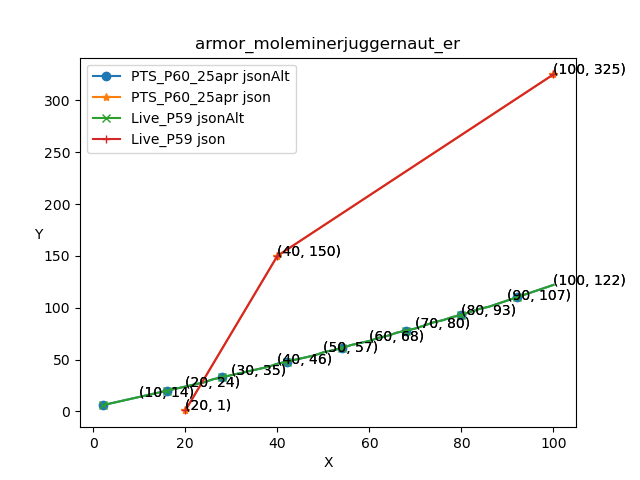 armor_moleminerjuggernaut_er
PTS_P60_25apr jsonAlt
PTS_P60_25apr json
Live_P59 jsonAlt
Live_P59 json
(100, 325)
(40, 150)
(100, 122)
(90, 107)
(80, 93)
(70, 80)
(60, 68)
(50, 57)
(40, 46)
(30, 35)
(20, 24)
(10, 14)
(20, 1)
Y
300
250
200
150
100
50
0
0 20 40 60 80 100
X